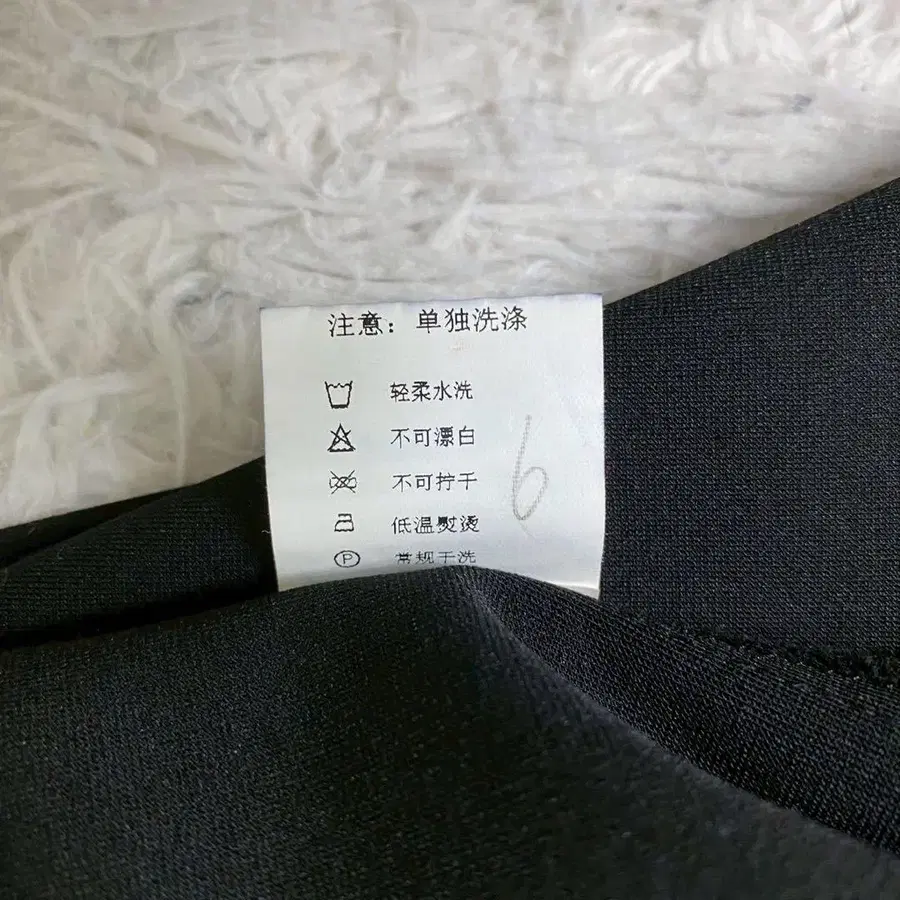 注意：单独洗涤
轻柔水洗
不可漂白
不可拧干
6
低温熨烫
P 常规干洗